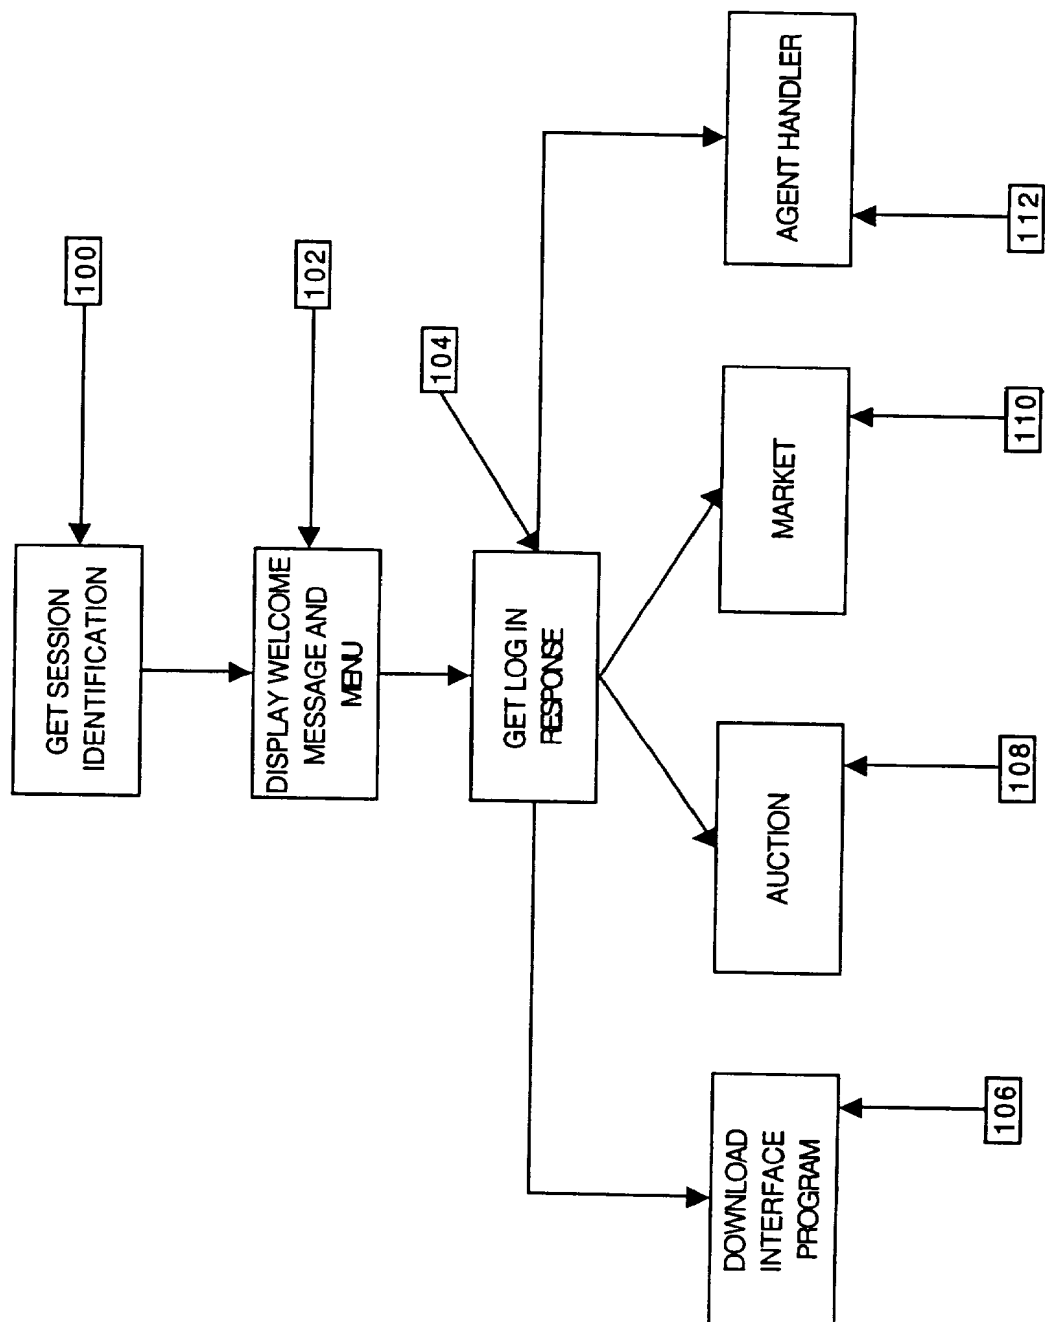 GET SESSION
IDENTIFICATION
100
DISPLAY WELCOME
MESSAGE AND
MENU
102
GET LOG IN
RESPONSE
104
DOWNLOAD
INTERFACE
PROGRAM
106
AUCTION
108
MARKET
110
AGENT HANDLER
112